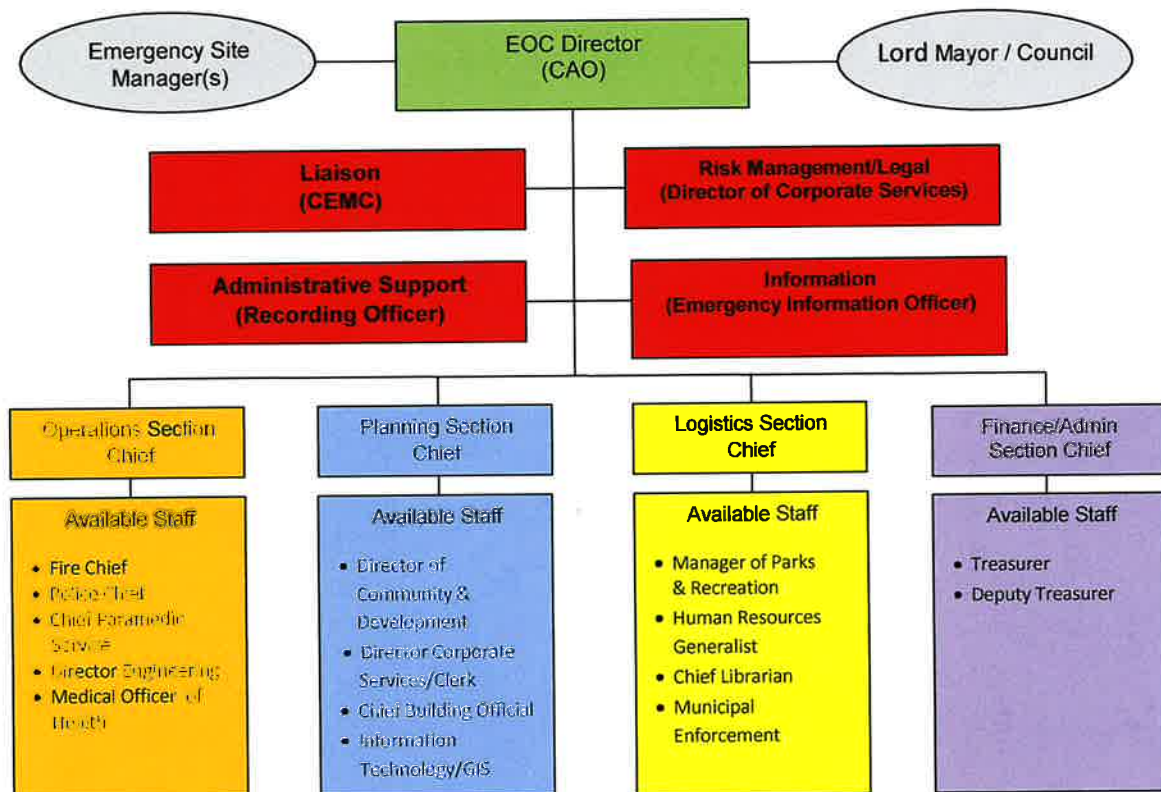 Emergency Site
Manager(s)
EOC Director
(CAO)
Lord Mayor / Council
Liaison
(CEMC)
Risk Management/Legal
(Director of Corporate Services)
Administrative Support
(Recording Officer)
Information
(Emergency Information Officer)
Operations Section
Chief
Planning Section
Chief
Logistics Section
Chief
Finance/Admin
Section Chief
Available Staff
• Fire Chief
• Police Chief
• Chief Paramedic
Service
• Director Engineering
• Medical Officer of
Health
Available Staff
• Director of
Community &
Development
• Director Corporate
Services/Clerk
• Chief Building Official
• Information
Technology/GIS
Available Staff
• Manager of Parks
& Recreation
• Human Resources
Generalist
• Chief Librarian
• Municipal
Enforcement
Available Staff
• Treasurer
• Deputy Treasurer